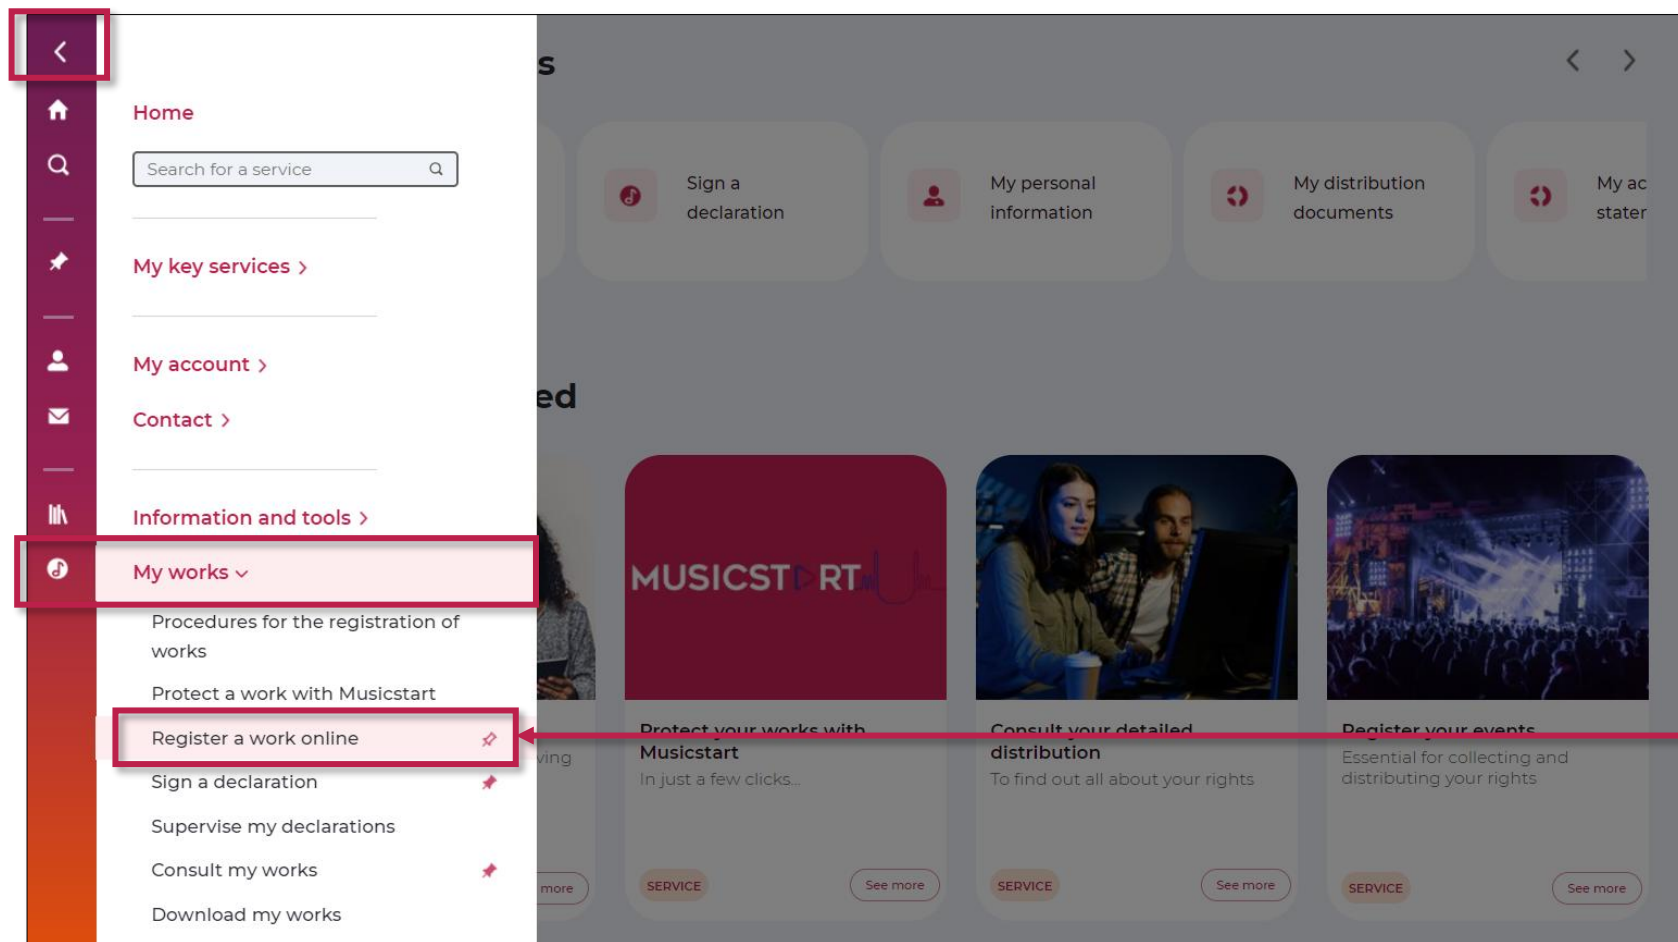 Home
Search for a service
My key services
My account
Contact
Information and tools
My works
Procedures for the registration of
works
Protect a work with Musicstart
Register a work online
Sign a declaration
Supervise my declarations
Consult my works
Download my works
s
Sign a
declaration
My personal
information
My distribution
documents
My ac
stater
ed
ving
more
MUSICSTART
Protect your works with
Musicstart
In just a few clicks...
SERVICE
See more
Consult your detailed
distribution
To find out all about your rights
SERVICE
See more
Register your events
Essential for collecting and
distributing your rights
SERVICE
See more